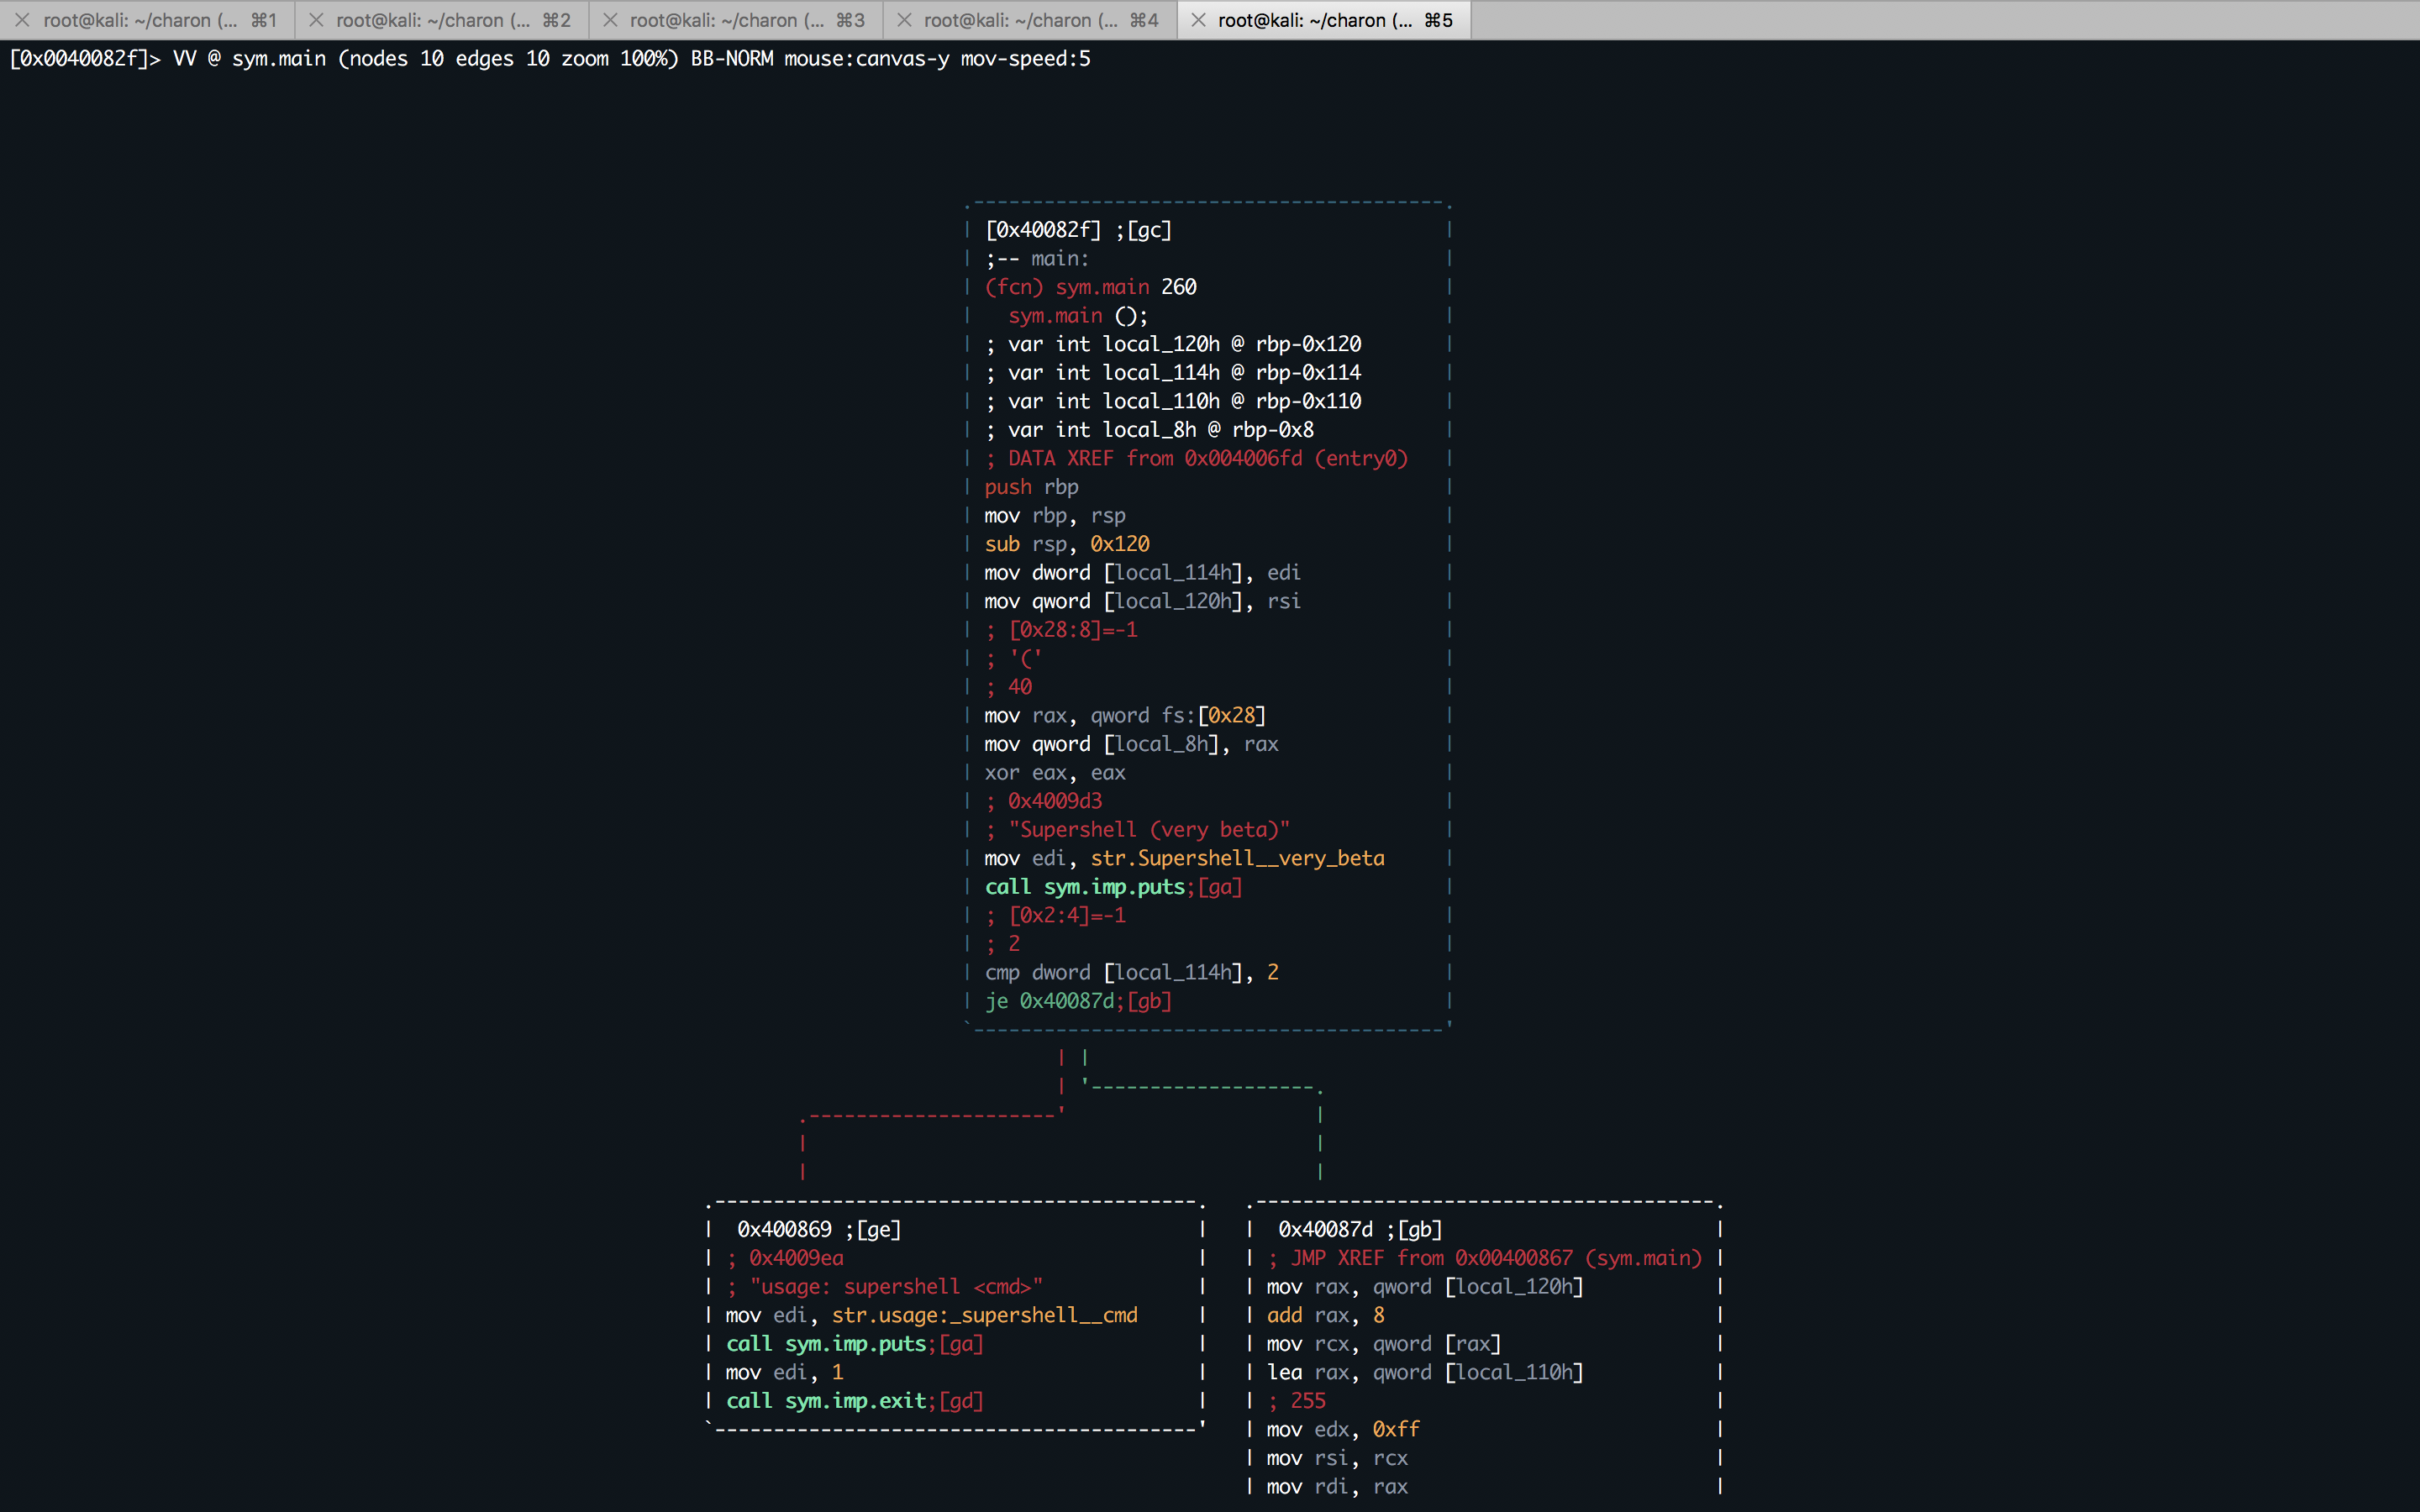 root@kali: ~/charon (... ⌘1
root@kali: ~/charon (... ⌘2
root@kali: ~/charon (... ⌘3
root@kali: ~/charon (... ⌘4
root@kali: ~/charon (... ⌘5
[0x0040082f]> VV @ sym.main (nodes 10 edges 10 zoom 100%) BB-NORM mouse:canvas-y mov-speed:5
[0x40082f] ;[gc]
;-- main:
(fcn) sym.main 260
sym.main ();
; var int local_120h @ rbp-0x120
; var int local_114h @ rbp-0x114
; var int local_110h @ rbp-0x110
; var int local_8h @ rbp-0x8
; DATA XREF from 0x004006fd (entry0)
push rbp
mov rbp, rsp
sub rsp, 0x120
mov dword [local_114h], edi
mov qword [local_120h], rsi
; [0x28:8]=-1
; '('
; 40
mov rax, qword fs:[0x28]
mov qword [local_8h], rax
xor eax, eax
; 0x4009d3
; "Supershell (very beta)"
mov edi, str.Supershell__very_beta
call sym.imp.puts;[ga]
; [0x2:4]=-1
; 2
cmp dword [local_114h], 2
je 0x40087d;[gb]
0x400869 ;[ge]
; 0x4009ea
; "usage: supershell <cmd>"
mov edi, str.usage:_supershell__cmd
call sym.imp.puts;[ga]
mov edi, 1
call sym.imp.exit;[gd]
0x40087d ;[gb]
; JMP XREF from 0x00400867 (sym.main)
mov rax, qword [local_120h]
add rax, 8
mov rcx, qword [rax]
lea rax, qword [local_110h]
; 255
mov edx, 0xff
mov rsi, rcx
mov rdi, rax